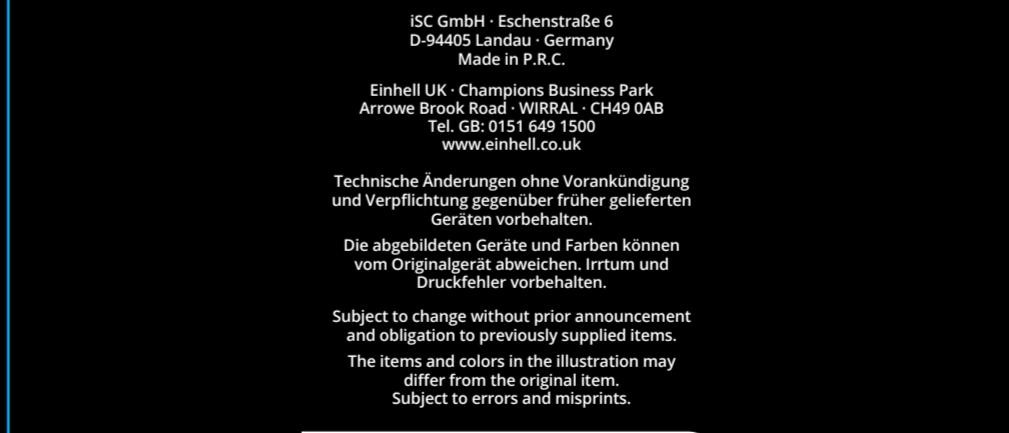 iSC GmbH · Eschenstraße 6
D-94405 Landau · Germany
Made in P.R.C.
Einhell UK · Champions Business Park
Arrowe Brook Road · WIRRAL · CH49 0AB
Tel. GB: 0151 649 1500
www.einhell.co.uk
Technische Änderungen ohne Vorankündigung
und Verpflichtung gegenüber früher gelieferten
Geräten vorbehalten.
Die abgebildeten Geräte und Farben können
vom Originalgerät abweichen. Irrtum und
Druckfehler vorbehalten.
Subject to change without prior announcement
and obligation to previously supplied items.
The items and colors in the illustration may
differ from the original item.
Subject to errors and misprints.